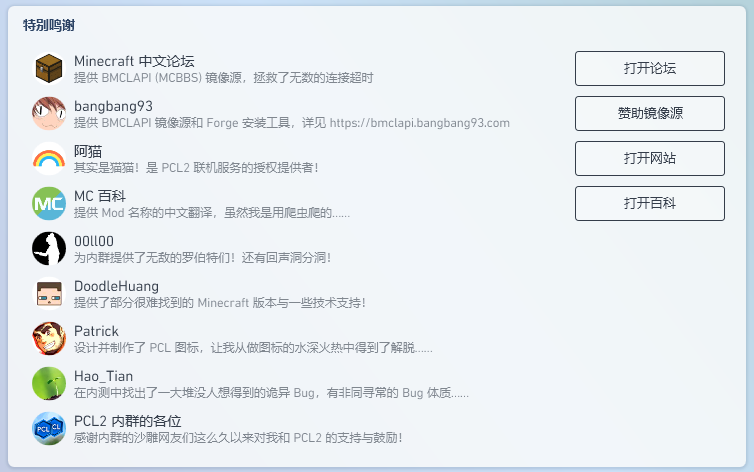 特别鸣谢
Minecraft 中文论坛
提供 BMCLAPI (MCBBS) 镜像源，拯救了无数的连接超时
打开论坛
bangbang93
提供 BMCLAPI 镜像源和 Forge 安装工具，详见 https://bmclapi.bangbang93.com
赞助镜像源
阿猫
其实是猫猫！是 PCL2 联机服务的授权提供者！
打开网站
MC
MC 百科
提供 Mod 名称的中文翻译，虽然我是用爬虫爬的……
打开百科
00ll00
为内群提供了无敌的罗伯特们！还有回声洞分洞！
DoodleHuang
提供了部分很难找到的 Minecraft 版本与一些技术支持！
Patrick
设计并制作了 PCL 图标，让我从做图标的水深火热中得到了解脱……
Hao_Tian
在内测中找出了一大堆没人想得到的诡异 Bug，有非同寻常的 Bug 体质……
PCL CL
PCL2 内群的各位
感谢内群的沙雕网友们这么久以来对我和 PCL2 的支持与鼓励！